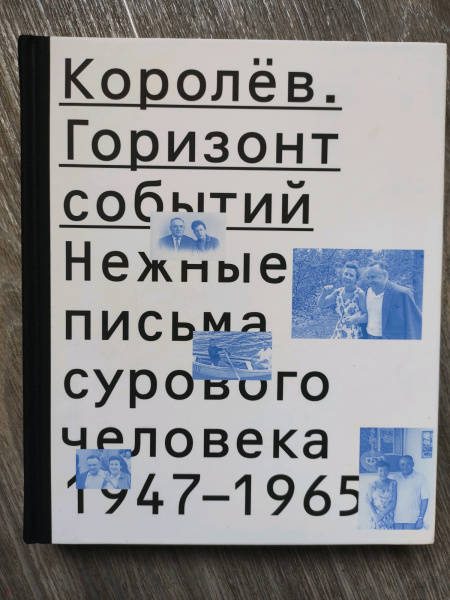 Королёв.
Горизонт
событий
Нежные
письма
сурового
человека
1947–1965